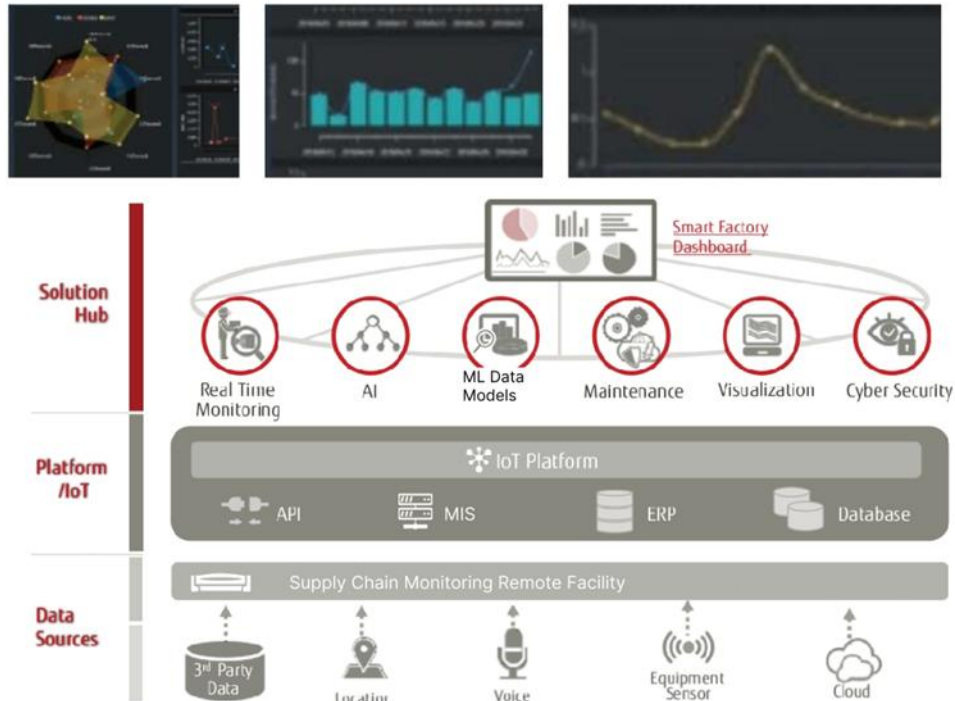 Smart Factory
Dashboard
Solution
Hub
Real Time
Monitoring
AI
ML Data
Models
Maintenance
Visualization
Cyber Security
Platform
/IoT
IoT Platform
API
MIS
ERP
Database
Data
Sources
Supply Chain Monitoring Remote Facility
3rd Party
Data
Location
Voice
Equipment
Sensor
Cloud